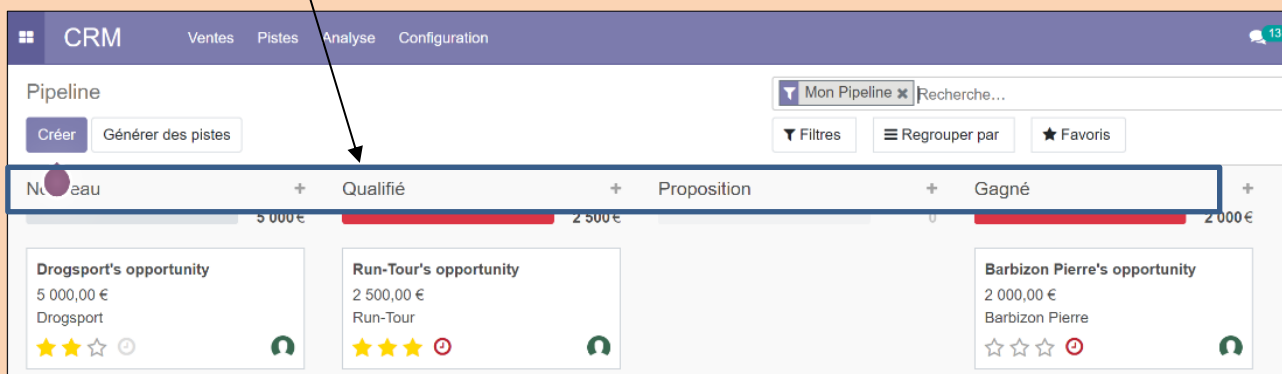 CRM Ventes Pistes Analyse Configuration 13
Pipeline
Mon Pipeline × Recherche...
Créer Générer des pistes
Filtres Regrouper par Favoris
+ Qualifié + Proposition + Gagné +
5 000 € 2 500 € 0 2 000 €
Drogsport's opportunity
5 000,00 €
Drogsport
Run-Tour's opportunity
2 500,00 €
Run-Tour
Barbizon Pierre's opportunity
2 000,00 €
Barbizon Pierre